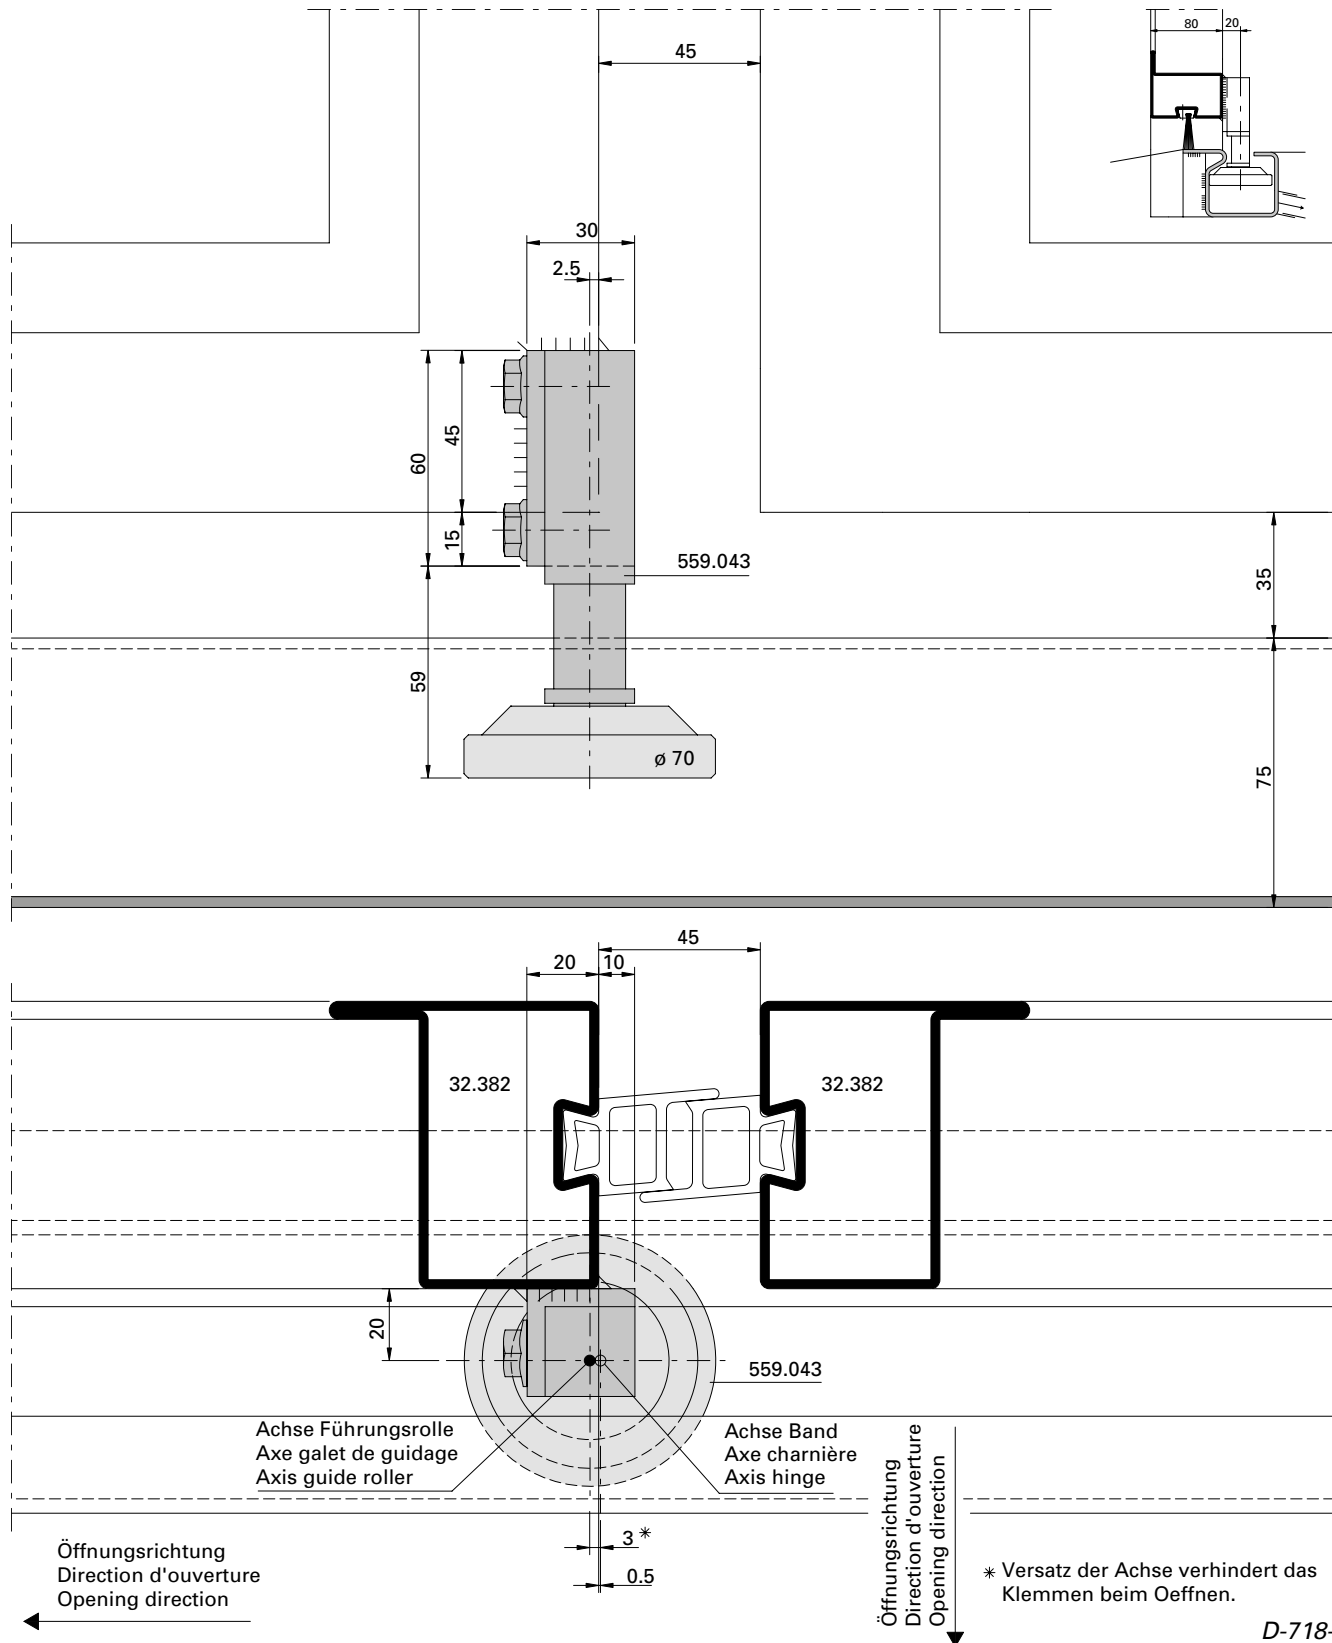 80
20
45
30
2.5
60
45
15
559.043
35
59
ø 70
75
45
20
10
32.382
32.382
20
559.043
Achse Führungsrolle
Axe galet de guidage
Axis guide roller
Achse Band
Axe charnière
Axis hinge
Öffnungsrichtung
Direction d'ouverture
Opening direction
3 *
0.5
Öffnungsrichtung
Direction d'ouverture
Opening direction
* Versatz der Achse verhindert das
Klemmen beim Oeffnen.
D-718-